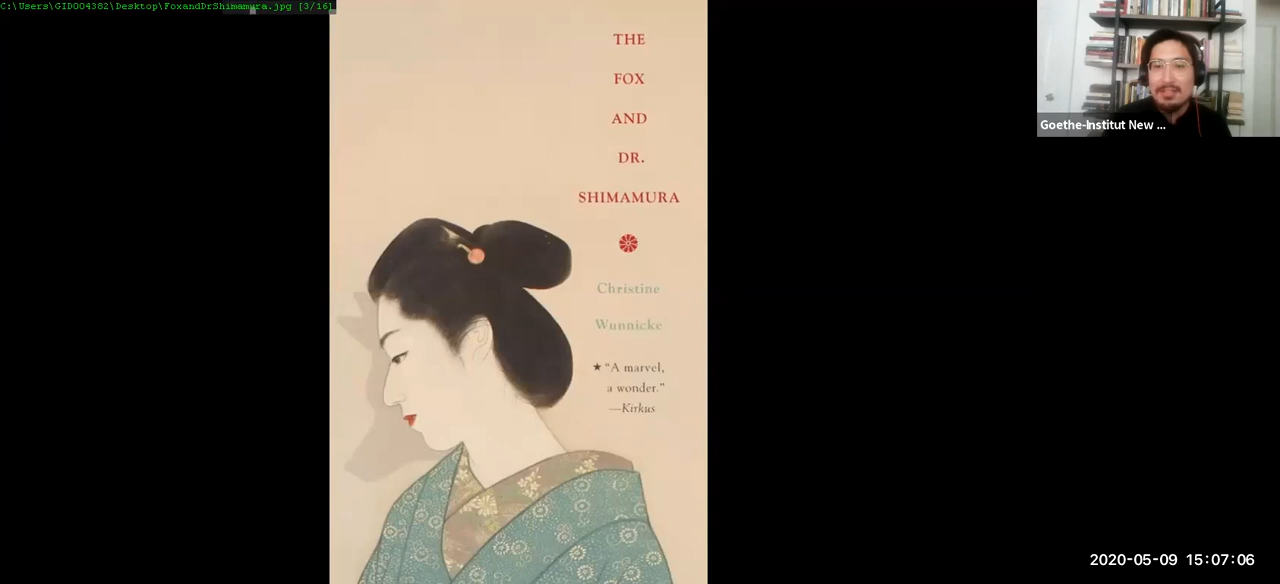 C:\Users\GID004382\Desktop\FoxandDrShimamura.jpg [3/16]
THE
FOX
AND
DR.
SHIMAMURA
Christine
Wunnicke
★ “A marvel,
a wonder.”
—Kirkus
Goethe-Institut New ...
2020-05-09 15:07:06